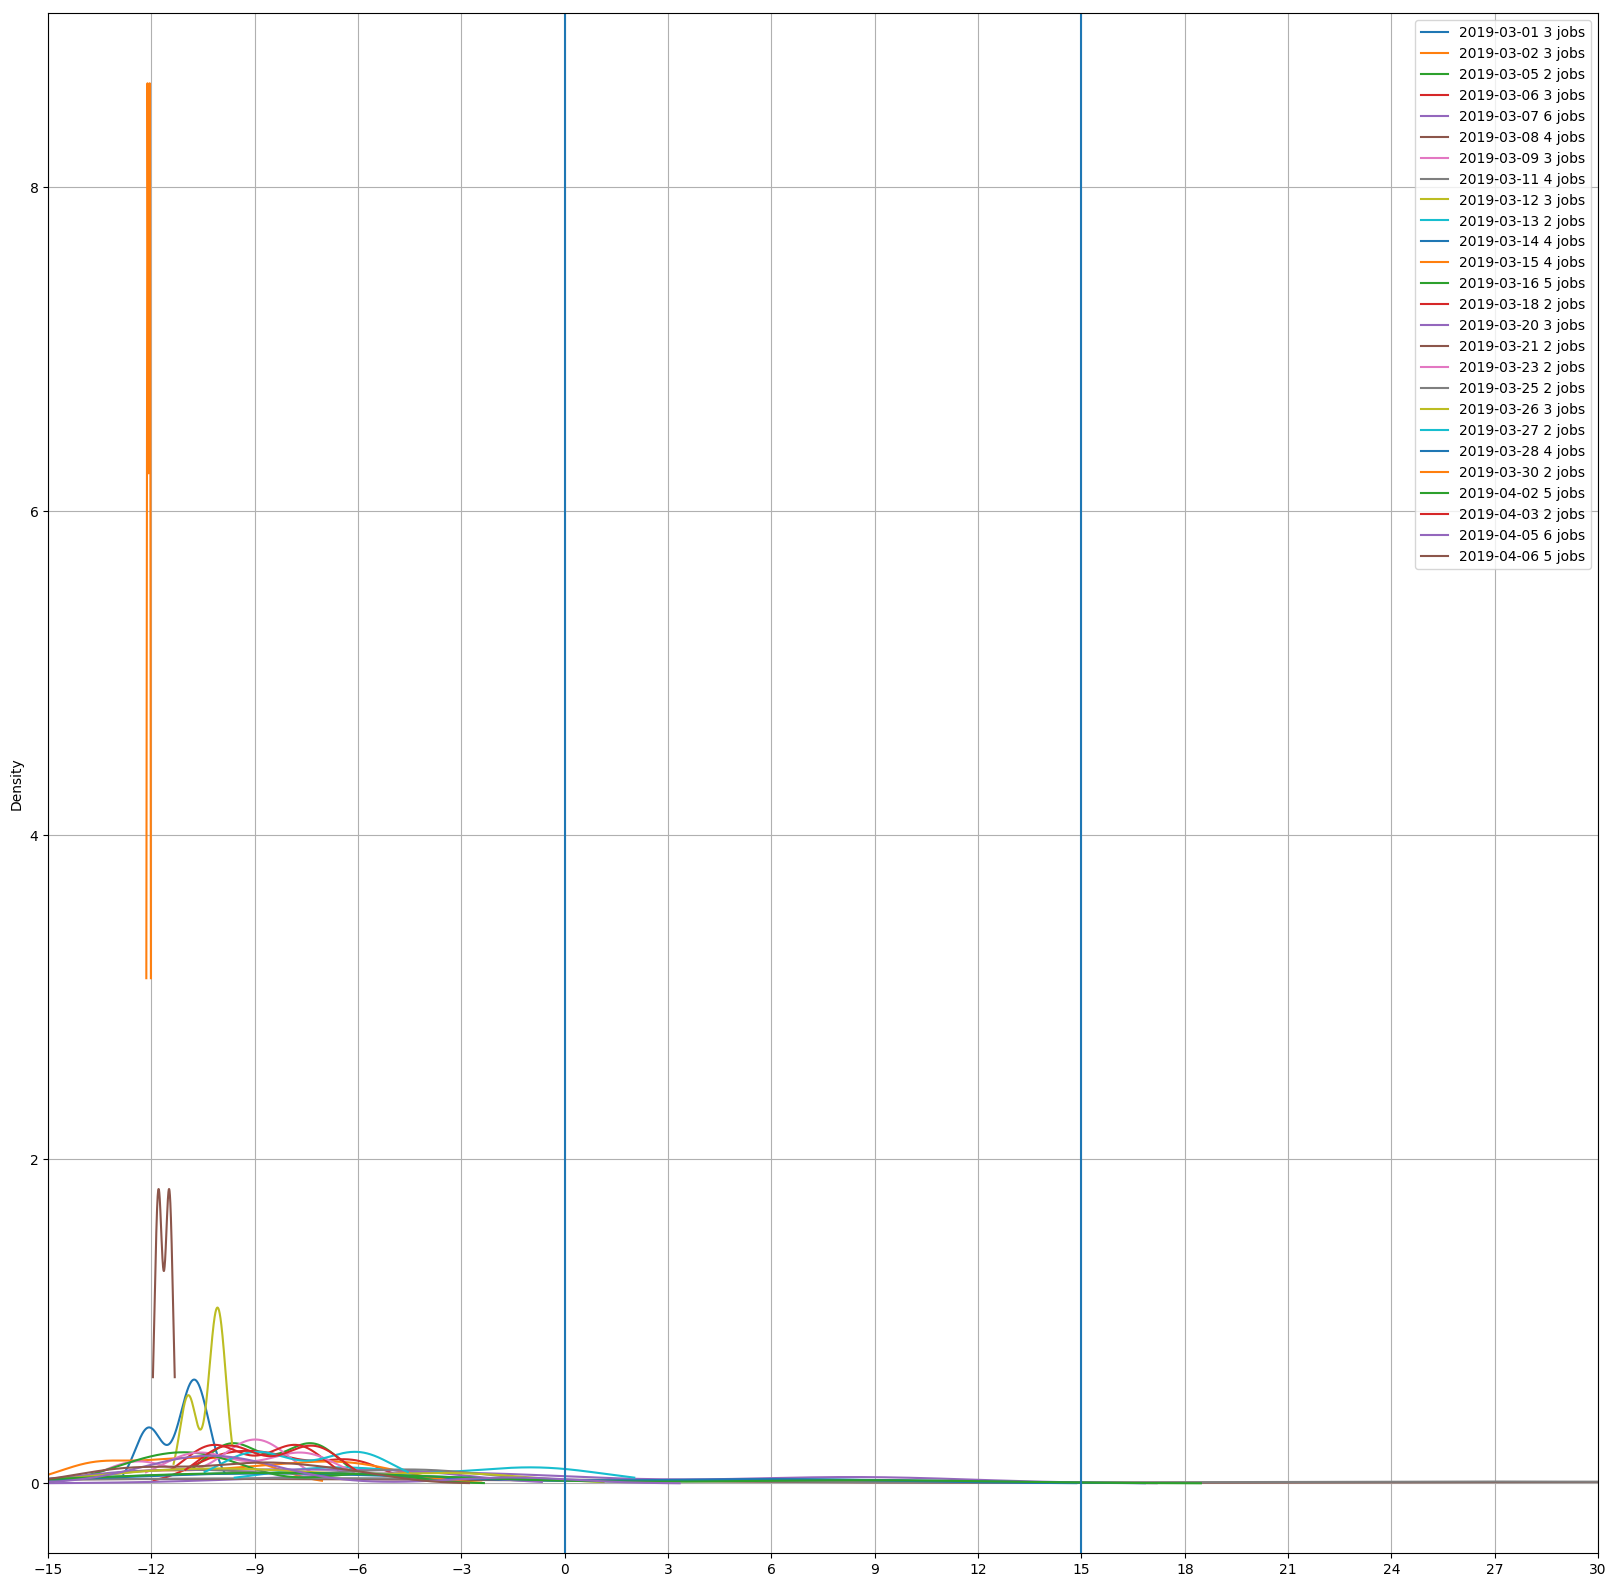 2019-03-01 3 jobs
2019-03-02 3 jobs
2019-03-05 2 jobs
2019-03-06 3 jobs
2019-03-07 6 jobs
2019-03-08 4 jobs
2019-03-09 3 jobs
2019-03-11 4 jobs
2019-03-12 3 jobs
2019-03-13 2 jobs
2019-03-14 4 jobs
2019-03-15 4 jobs
2019-03-16 5 jobs
2019-03-18 2 jobs
2019-03-20 3 jobs
2019-03-21 2 jobs
2019-03-23 2 jobs
2019-03-25 2 jobs
2019-03-26 3 jobs
2019-03-27 2 jobs
2019-03-28 4 jobs
2019-03-30 2 jobs
2019-04-02 5 jobs
2019-04-03 2 jobs
2019-04-05 6 jobs
2019-04-06 5 jobs
8
6
4
2
0
Density
−15 −12 −9 −6 −3 0 3 6 9 12 15 18 21 24 27 30